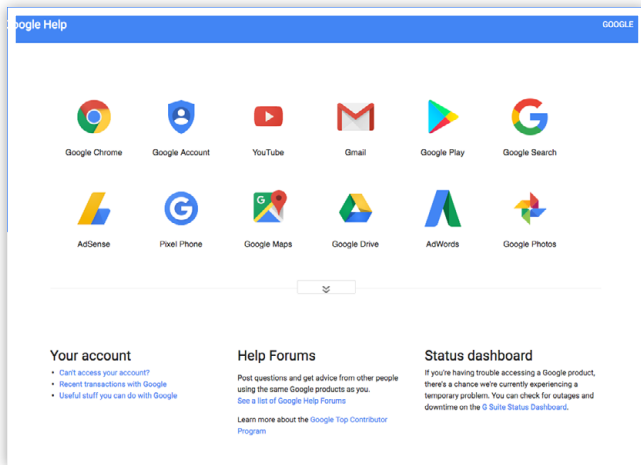 oogle Help
GOOGLE
Google Chrome
Google Account
YouTube
Gmail
Google Play
Google Search
AdSense
Pixel Phone
Google Maps
Google Drive
AdWords
Google Photos
Your account
Can't access your account?
Recent transactions with Google
Useful stuff you can do with Google
Help Forums
Post questions and get advice from other people
using the same Google products as you.
See a list of Google Help Forums
Learn more about the Google Top Contributor
Program
Status dashboard
If you're having trouble accessing a Google product,
there's a chance we're currently experiencing a
temporary problem. You can check for outages and
downtime on the G Suite Status Dashboard.